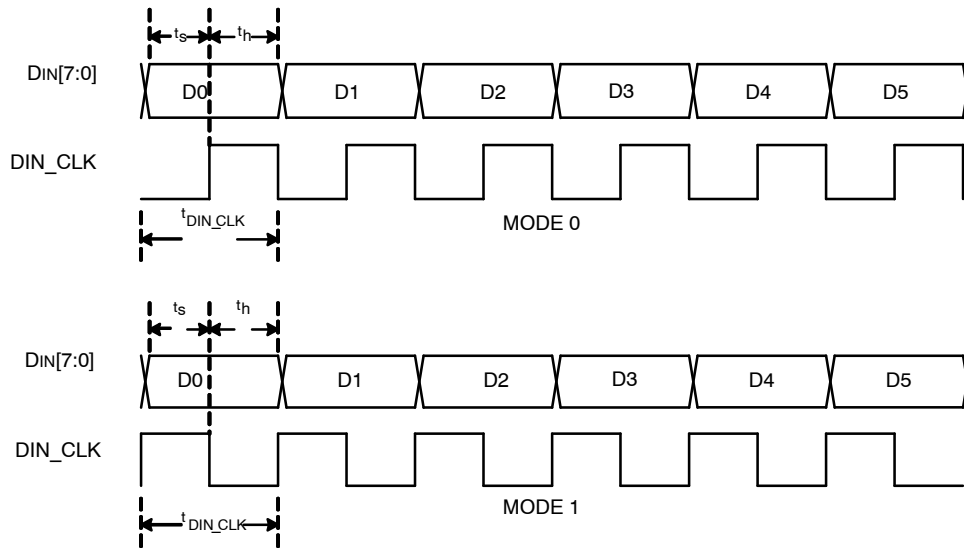 ts th
DIN[7:0] D0 D1 D2 D3 D4 D5
DIN_CLK
tDIN_CLK
MODE 0
ts th
DIN[7:0] D0 D1 D2 D3 D4 D5
DIN_CLK
tDIN_CLK
MODE 1